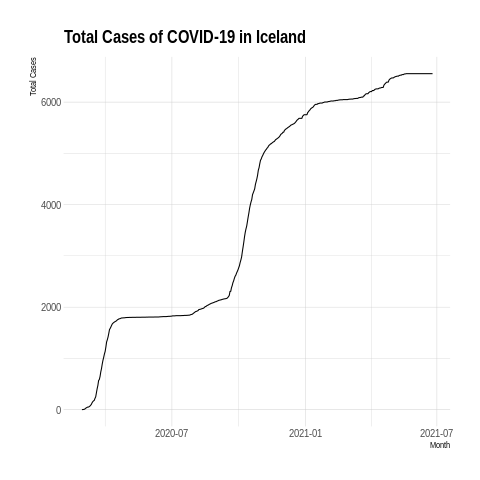 Total Cases of COVID-19 in Iceland
Total Cases
6000
4000
2000
0
2020-07 2021-01 2021-07
Month